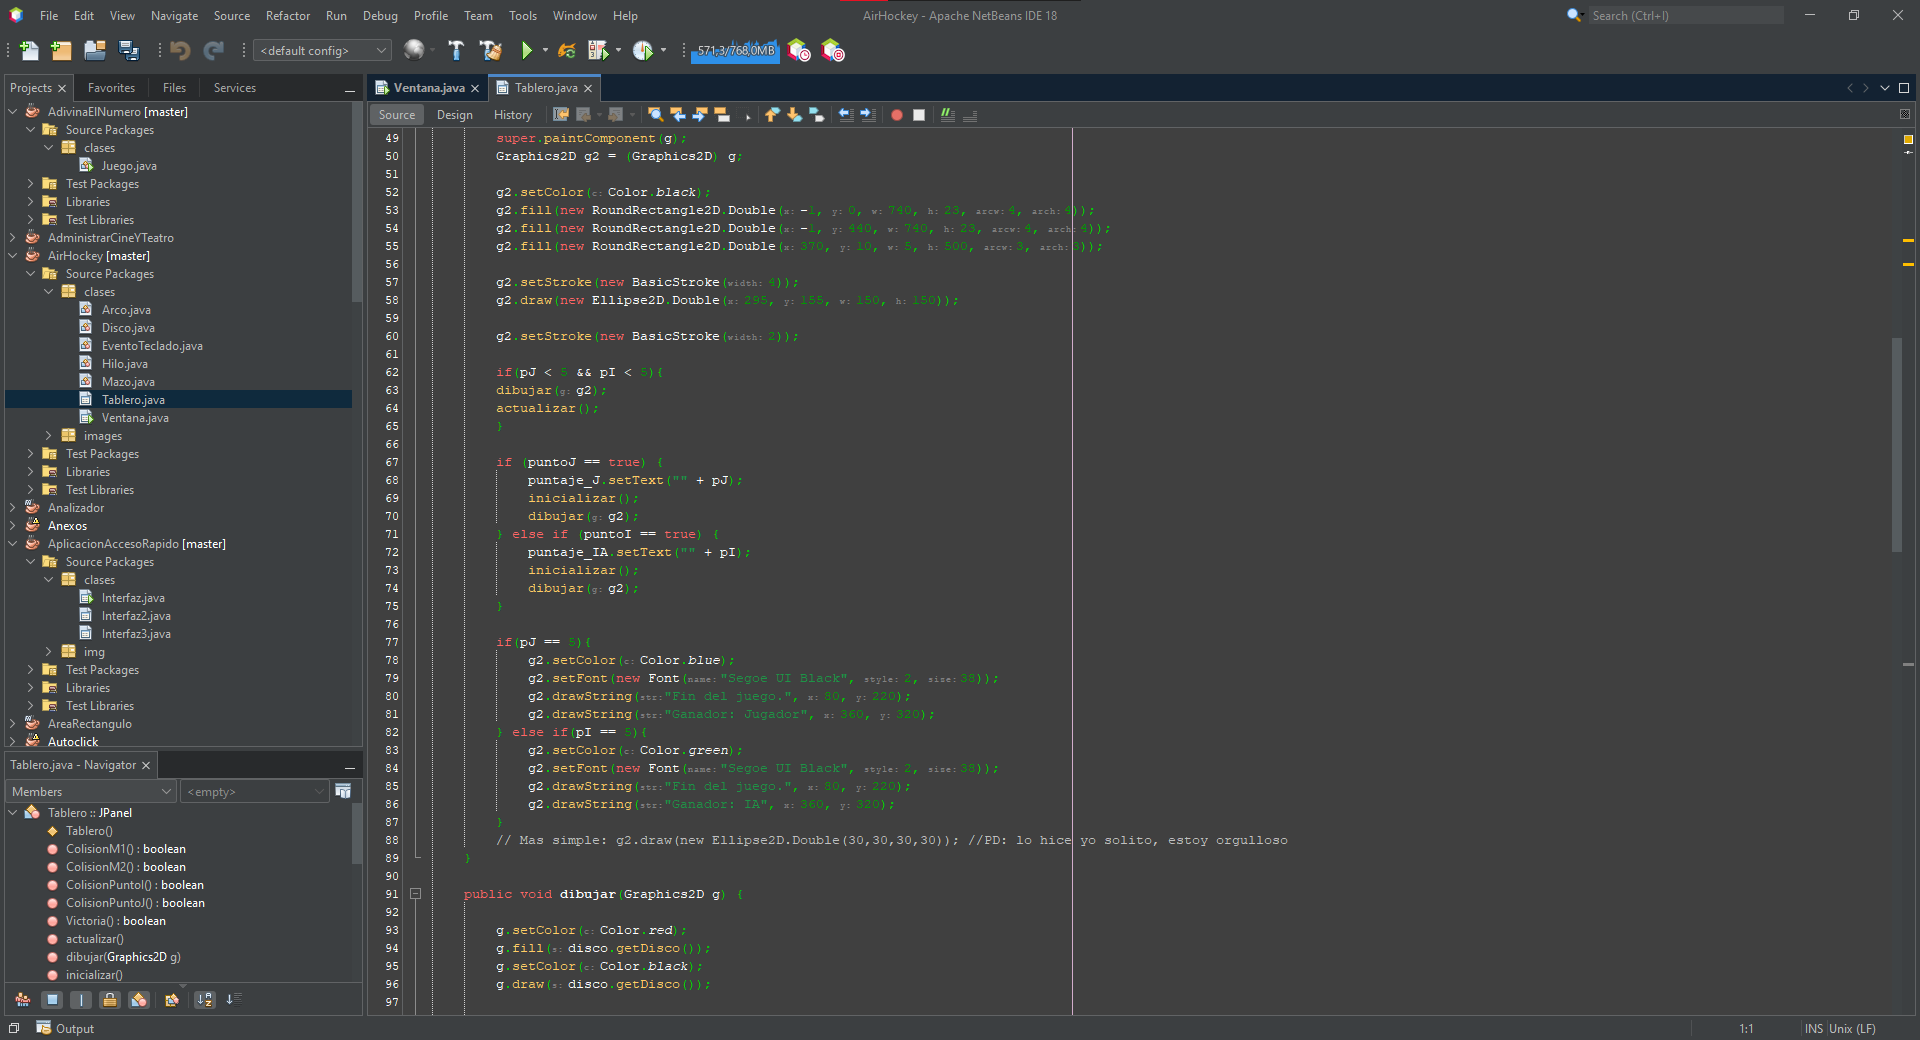 File Edit View Navigate Source Refactor Run Debug Profile Team Tools Window Help
AirHockey - Apache NetBeans IDE 18
Search (Ctrl+I)
<default config>
571,3/768,0MB
Projects Favorites Files Services
AdivinaElNumero [master]
Source Packages
clases
Juego.java
Test Packages
Libraries
Test Libraries
AdministrarCineYTeatro
AirHockey [master]
Source Packages
clases
Arco.java
Disco.java
EventoTeclado.java
Hilo.java
Mazo.java
Tablero.java
Ventana.java
images
Test Packages
Libraries
Test Libraries
Analizador
Anexos
AplicacionAccesoRapido [master]
Source Packages
clases
Interfaz.java
Interfaz2.java
Interfaz3.java
img
Test Packages
Libraries
Test Libraries
AreaRectangulo
Autoclick
Tablero.java - Navigator
Members
<empty>
Tablero :: JPanel
Tablero()
ColisionM1() : boolean
ColisionM2() : boolean
ColisionPuntoI() : boolean
ColisionPuntoJ() : boolean
Victoria() : boolean
actualizar()
dibujar(Graphics2D g)
inicializar()
Ventana.java Tablero.java
Source Design History
49 super.paintComponent(g);
50 Graphics2D g2 = (Graphics2D) g;
51
52 g2.setColor(c: Color.black);
53 g2.fill(new RoundRectangle2D.Double(x: -1, y: 0, w: 740, h: 23, arcw: 4, arch: 4));
54 g2.fill(new RoundRectangle2D.Double(x: -1, y: 440, w: 740, h: 23, arcw: 4, arch: 4));
55 g2.fill(new RoundRectangle2D.Double(x: 370, y: 10, w: 5, h: 500, arcw: 3, arch: 3));
56
57 g2.setStroke(new BasicStroke(width: 4));
58 g2.draw(new Ellipse2D.Double(x: 295, y: 155, w: 150, h: 150));
59
60 g2.setStroke(new BasicStroke(width: 2));
61
62 if(pJ < 5 && pI < 5){
63 dibujar(g: g2);
64 actualizar();
65 }
66
67 if (puntoJ == true) {
68 puntaje_J.setText("" + pJ);
69 inicializar();
70 dibujar(g: g2);
71 } else if (puntoI == true) {
72 puntaje_IA.setText("" + pI);
73 inicializar();
74 dibujar(g: g2);
75 }
76
77 if(pJ == 5){
78 g2.setColor(c: Color.blue);
79 g2.setFont(new Font(name: "Segoe UI Black", style: 2, size: 38));
80 g2.drawString(str: "Fin del juego.", x: 80, y: 220);
81 g2.drawString(str: "Ganador: Jugador", x: 360, y: 320);
82 } else if(pI == 5){
83 g2.setColor(c: Color.green);
84 g2.setFont(new Font(name: "Segoe UI Black", style: 2, size: 38));
85 g2.drawString(str: "Fin del juego.", x: 80, y: 220);
86 g2.drawString(str: "Ganador: IA", x: 360, y: 320);
87 }
88 // Mas simple: g2.draw(new Ellipse2D.Double(30,30,30,30)); //PD: lo hice yo solito, estoy orgulloso
89 }
90
91 public void dibujar(Graphics2D g) {
92
93 g.setColor(c: Color.red);
94 g.fill(s: disco.getDisco());
95 g.setColor(c: Color.black);
96 g.draw(s: disco.getDisco());
97
Output
1:1 INS Unix (LF)